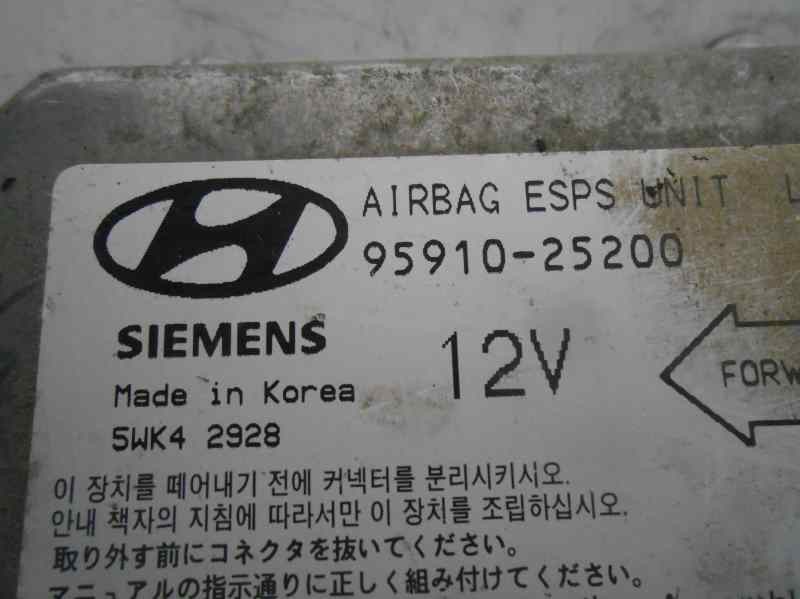 AIRBAG ESPS UNIT L
95910-25200
SIEMENS
12V
FORW
Made in Korea
5WK4 2928
이 장치를 떼어내기 전에 커넥터를 분리시키시오.
안내 책자의 지침에 따라서만 이 장치를 조립하십시오.
取り外す前にコネクタを抜いてください。
マニュアルの指示通りに正しく組み付けてください。